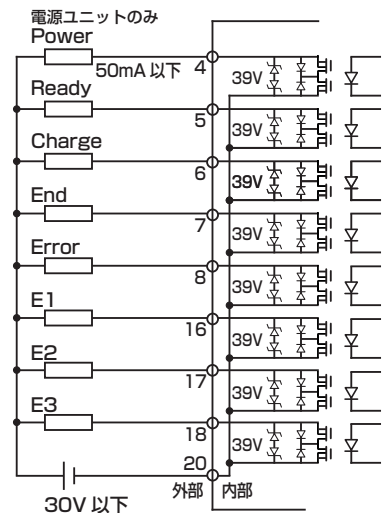 電源ユニットのみ
Power
50mA 以下
4
39V
Ready
5
39V
Charge
6
39V
End
7
39V
Error
8
39V
E1
16
39V
E2
17
39V
E3
18
39V
20
外部 内部
30V 以下